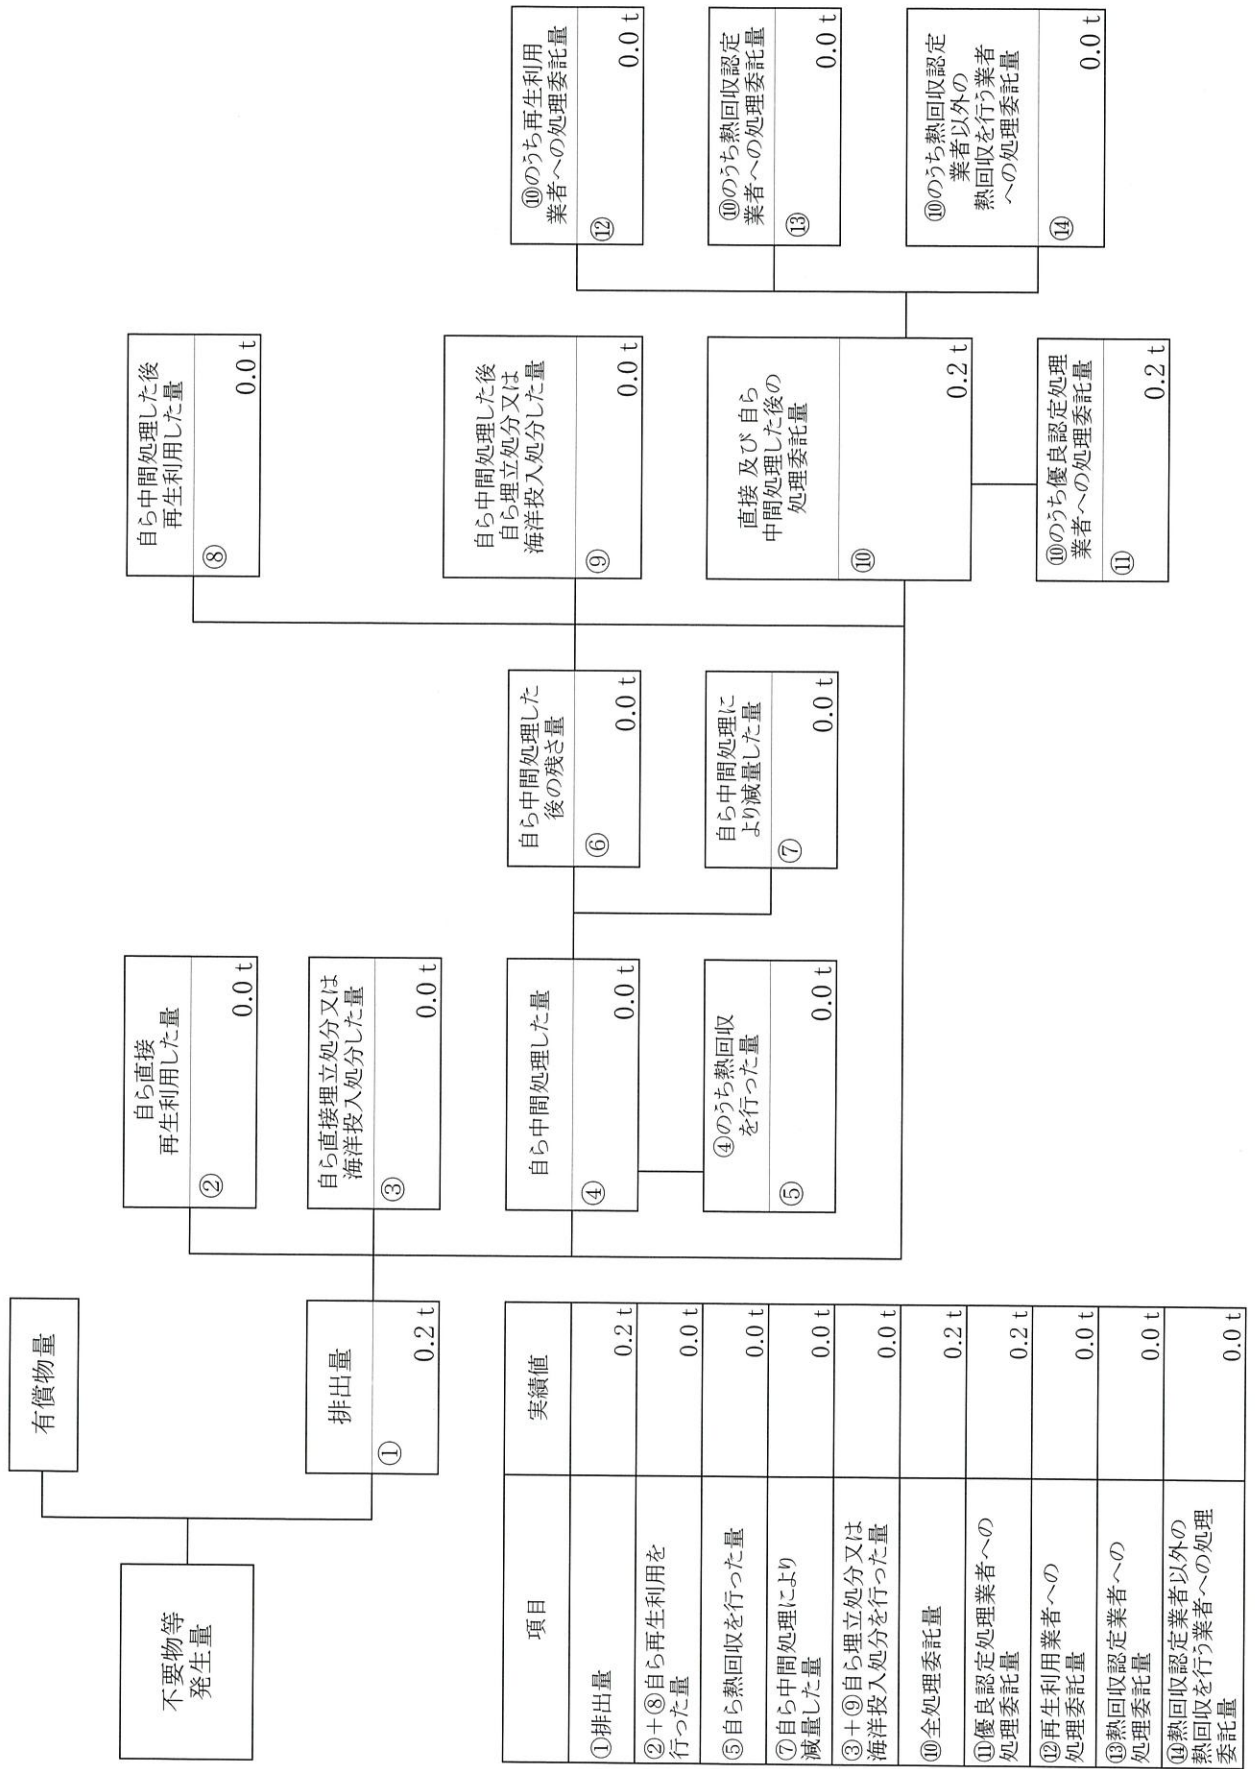 有償物量
不要物等
発生量
排出量
①
0.2 t
自ら直接
再生利用した量
②
0.0 t
自ら直接埋立処分又は
海洋投入処分した量
③
0.0 t
自ら中間処理した量
④
0.0 t
④のうち熱回収
を行った量
⑤
0.0 t
自ら中間処理した
後の残さ量
⑥
0.0 t
自ら中間処理に
より減量した量
⑦
0.0 t
自ら中間処理した後
再生利用した量
⑧
0.0 t
自ら中間処理した後
自ら埋立処分又は
海洋投入処分した量
⑨
0.0 t
直接 及び 自ら
中間処理した後の
処理委託量
⑩
0.2 t
⑩のうち優良認定処理
業者への処理委託量
⑪
0.2 t
⑩のうち再生利用
業者への処理委託量
⑫
0.0 t
⑩のうち熱回収認定
業者への処理委託量
⑬
0.0 t
⑩のうち熱回収認定
業者以外の
熱回収を行う業者
への処理委託量
⑭
0.0 t
項目 実績値
①排出量 0.2 t
②+⑧自ら再生利用を
行った量 0.0 t
⑤自ら熱回収を行った量 0.0 t
⑦自ら中間処理により
減量した量 0.0 t
③+⑨自ら埋立処分又は
海洋投入処分を行った量 0.0 t
⑩全処理委託量 0.2 t
⑪優良認定処理業者への
処理委託量 0.2 t
⑫再生利用業者への
処理委託量 0.0 t
⑬熱回収認定業者への
処理委託量 0.0 t
⑭熱回収認定業者以外の
熱回収を行う業者への処理
委託量 0.0 t